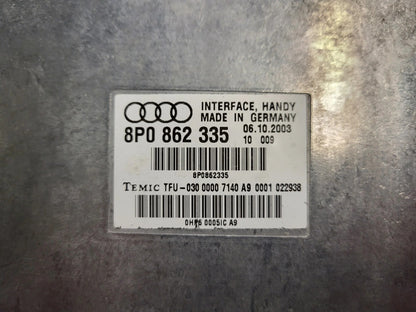 INTERFACE, HANDY
MADE IN GERMANY
8P0 862 335 06.10.2003
10 009
8P0862335
TEMIC TFU-030 0000 7140 A9 0001 022938
0HP6 0005IC A9